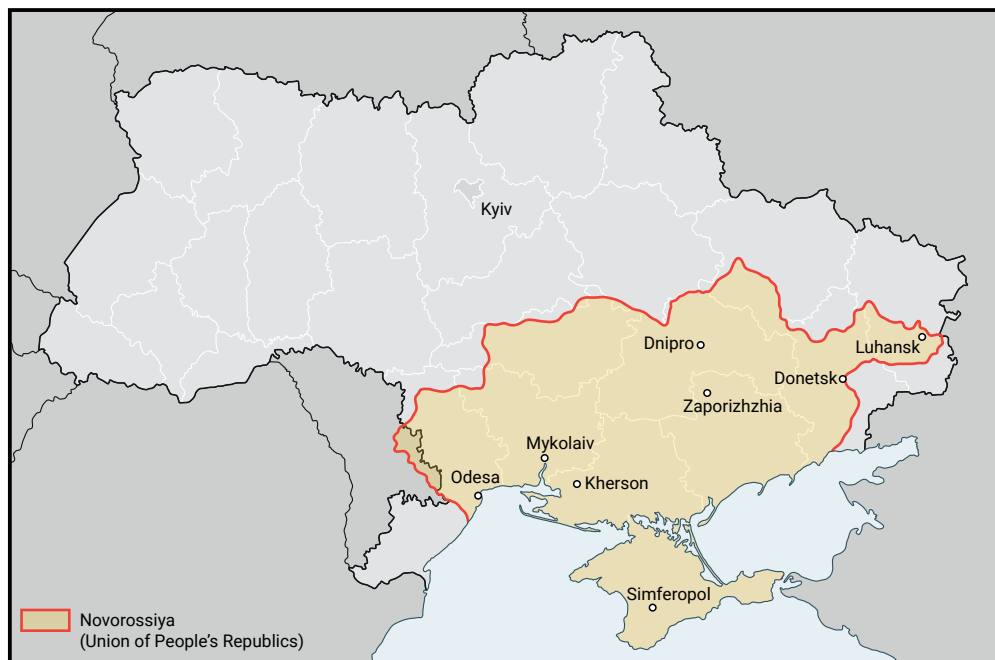 Kyiv
Luhansk
Dnipro
Donetsk
Zaporizhzhia
Mykolaiv
Odesa
Kherson
Simferopol
Novorossiya
(Union of People's Republics)